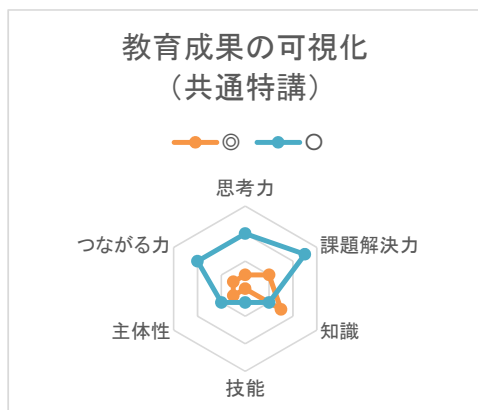 教育成果の可視化
（共通特講）
◎ ○
思考力
つながる力 課題解決力
主体性 知識
技能